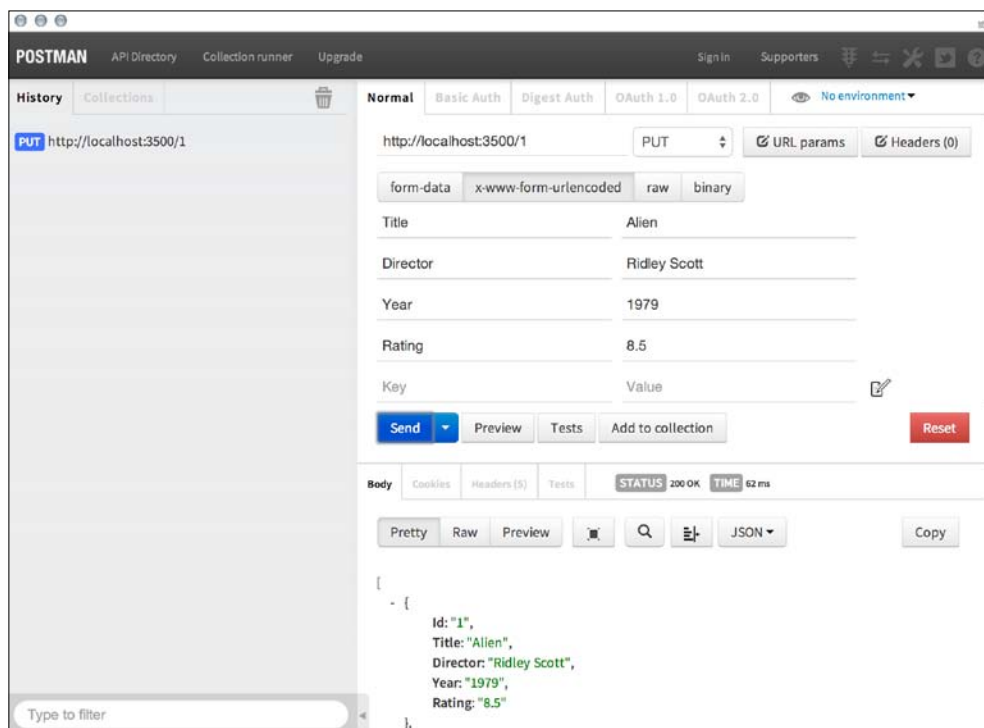 POSTMAN API Directory Collection runner Upgrade Sign in Supporters
History Collections
PUT http://localhost:3500/1
Type to filter
Normal Basic Auth Digest Auth OAuth 1.0 OAuth 2.0 No environment
http://localhost:3500/1 PUT URL params Headers (0)
form-data x-www-form-urlencoded raw binary
Title Alien
Director Ridley Scott
Year 1979
Rating 8.5
Key Value
Send Preview Tests Add to collection Reset
Body Cookies Headers (5) Tests STATUS 200 OK TIME 62 ms
Pretty Raw Preview JSON Copy
[
- {
Id: "1",
Title: "Alien",
Director: "Ridley Scott",
Year: "1979",
Rating: "8.5"
},